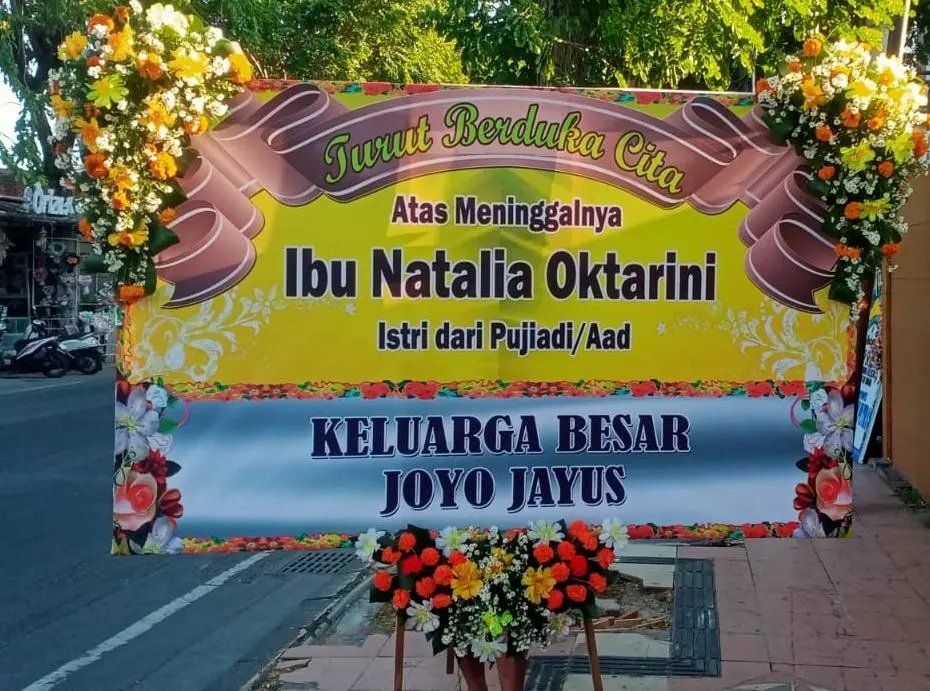 Turut Berduka Cita
Atas Meninggalnya
Ibu Natalia Oktarini
Istri dari Pujiadi/Aad
KELUARGA BESAR
JOYO JAYUS